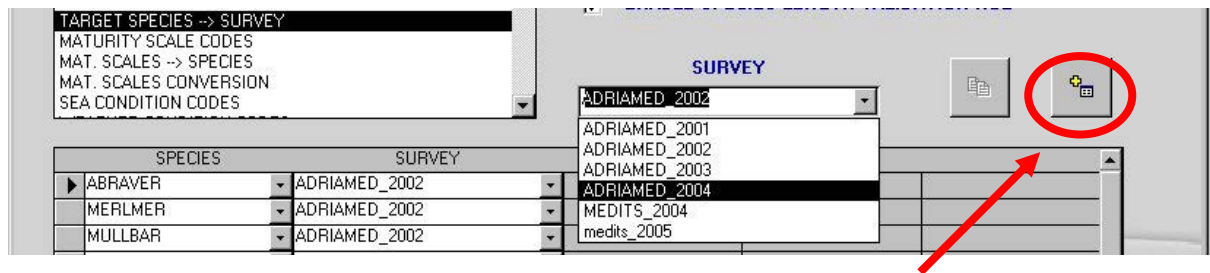 TARGET SPECIES --> SURVEY
MATURITY SCALE CODES
MAT. SCALES --> SPECIES
MAT. SCALES CONVERSION
SEA CONDITION CODES
SURVEY
ADRIAMED_2002
ADRIAMED_2001
ADRIAMED_2002
ADRIAMED_2003
ADRIAMED_2004
MEDITS_2004
medits_2005
SPECIES SURVEY
ABRAVER ADRIAMED_2002
MERLMER ADRIAMED_2002
MULLBAR ADRIAMED_2002